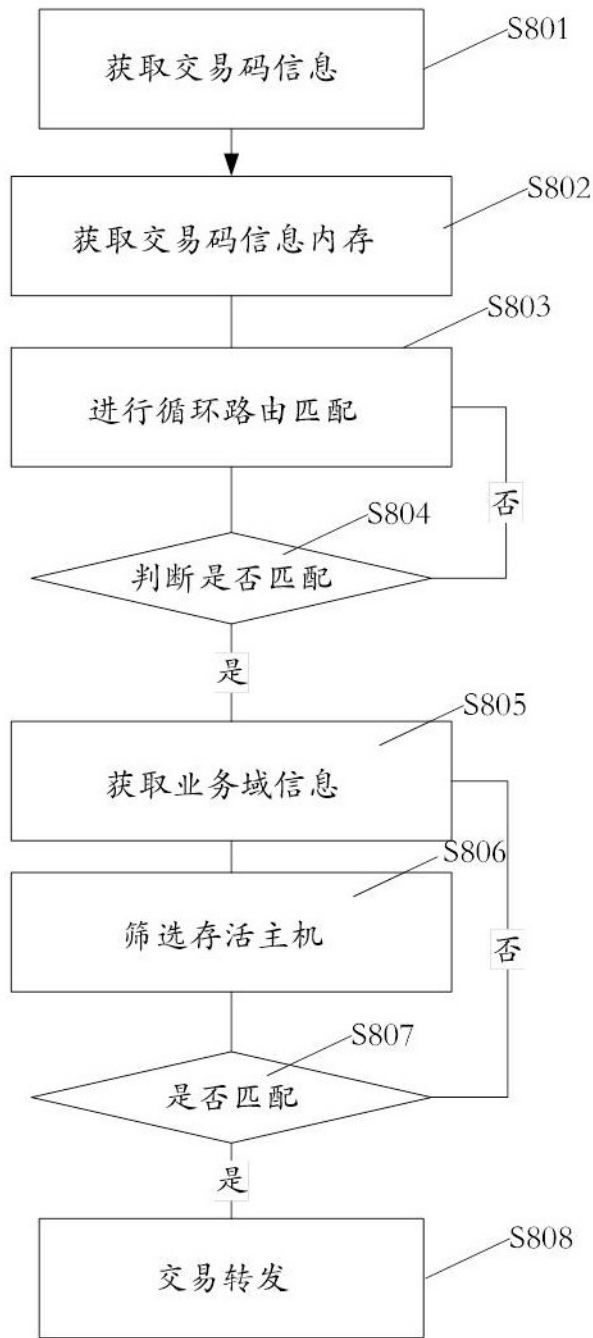 S801
获取交易码信息
S802
获取交易码信息内存
S803
进行循环路由匹配
否
S804
判断是否匹配
是
S805
获取业务域信息
S806
筛选存活主机
否
S807
是否匹配
是
S808
交易转发